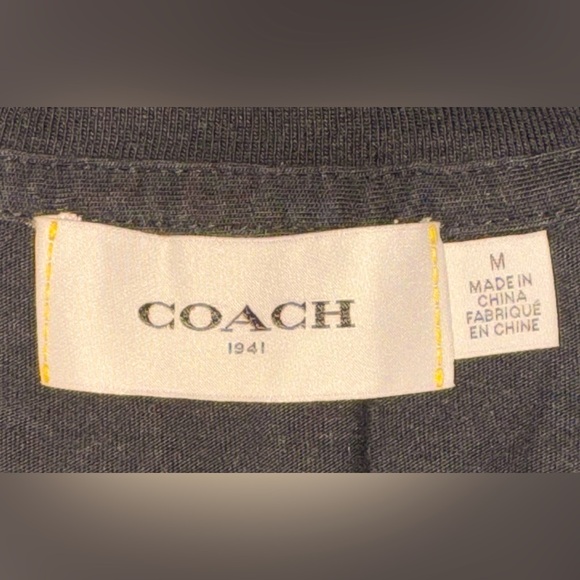 COACH
1941
M
MADE IN
CHINA
FABRIQUÉ
EN CHINE